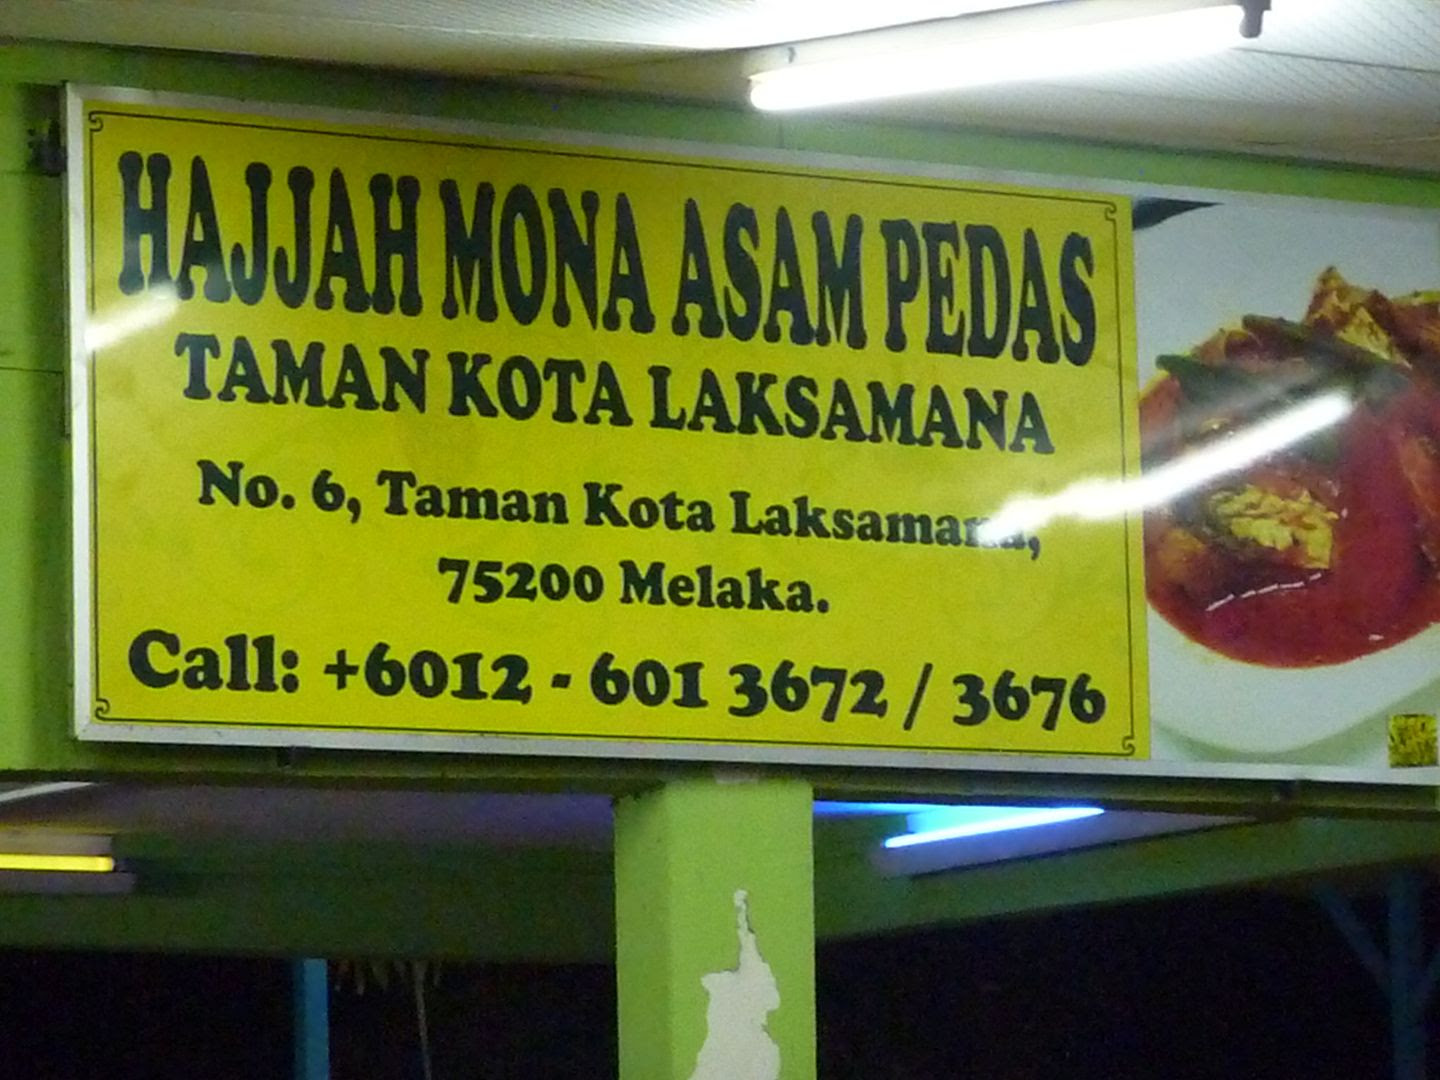 HAJJAH MONA ASAM PEDAS
TAMAN KOTA LAKSAMANA
No. 6, Taman Kota Laksamana,
75200 Melaka.
Call: +6012 - 601 3672 / 3676